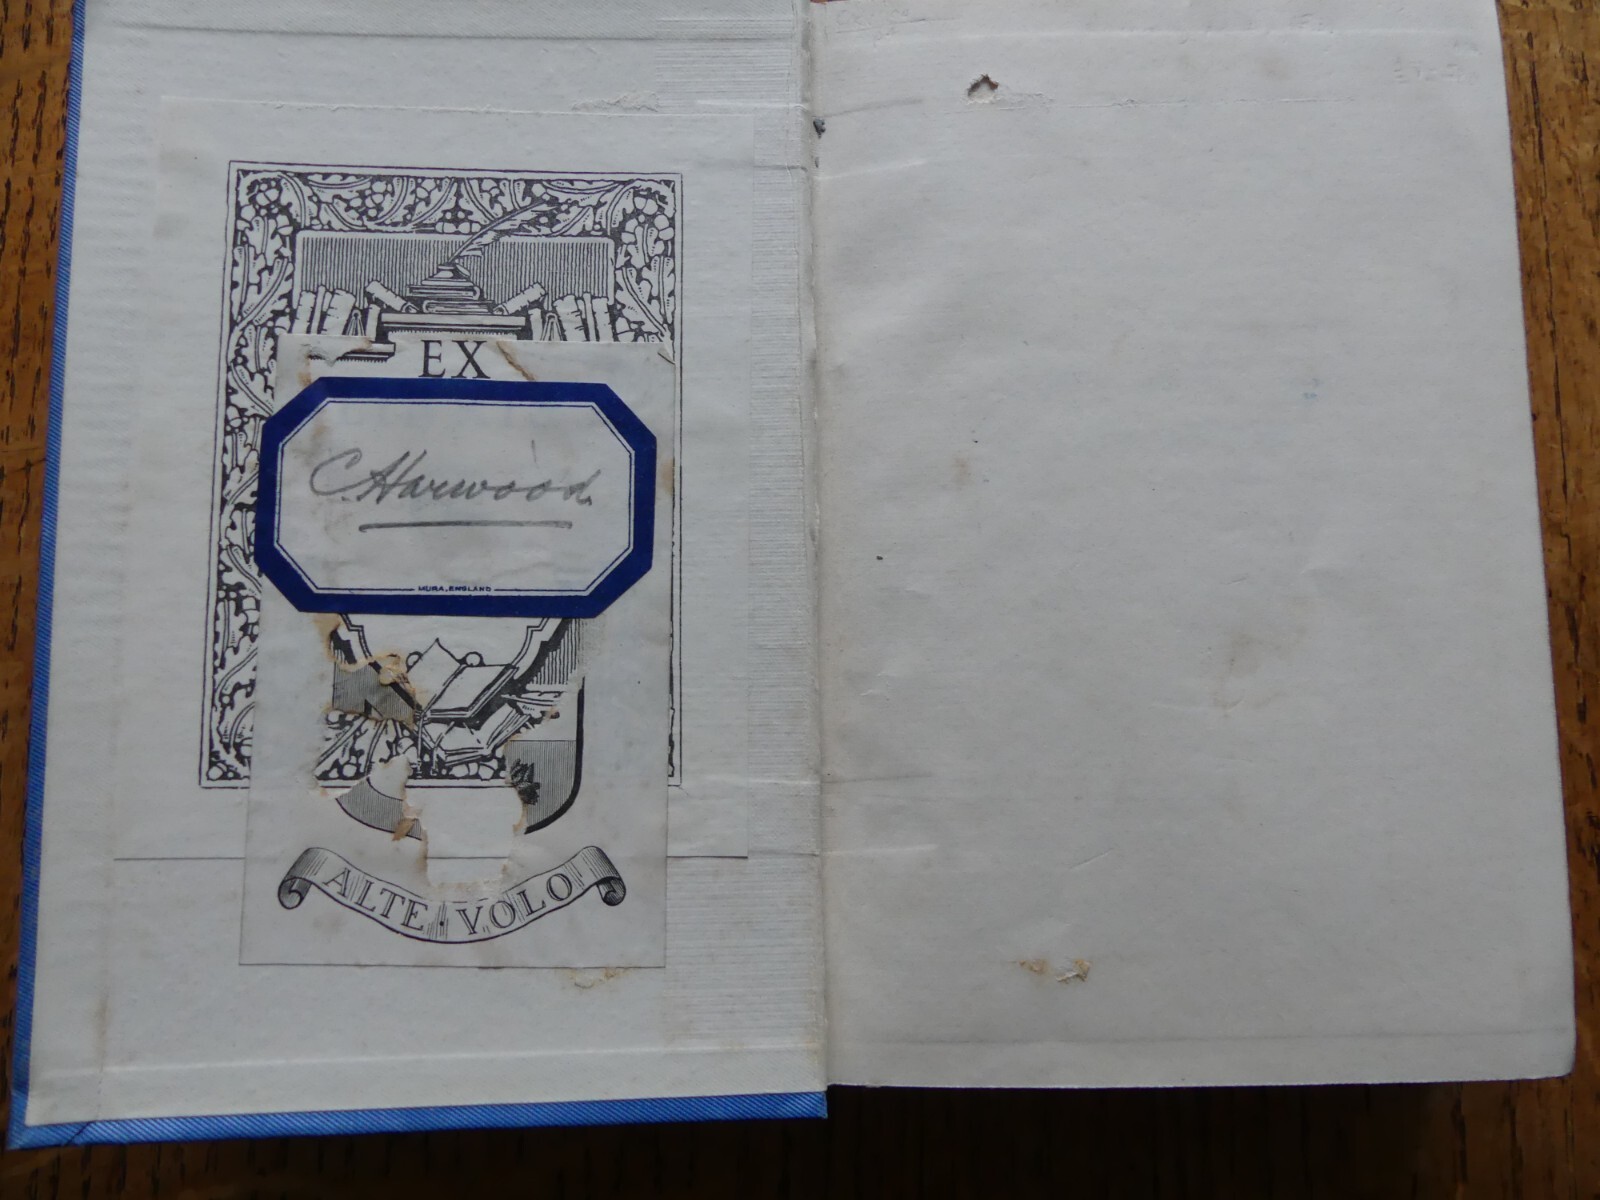 EX
C. Harwood
MURA, ENGLAND
ALTE · VOLO